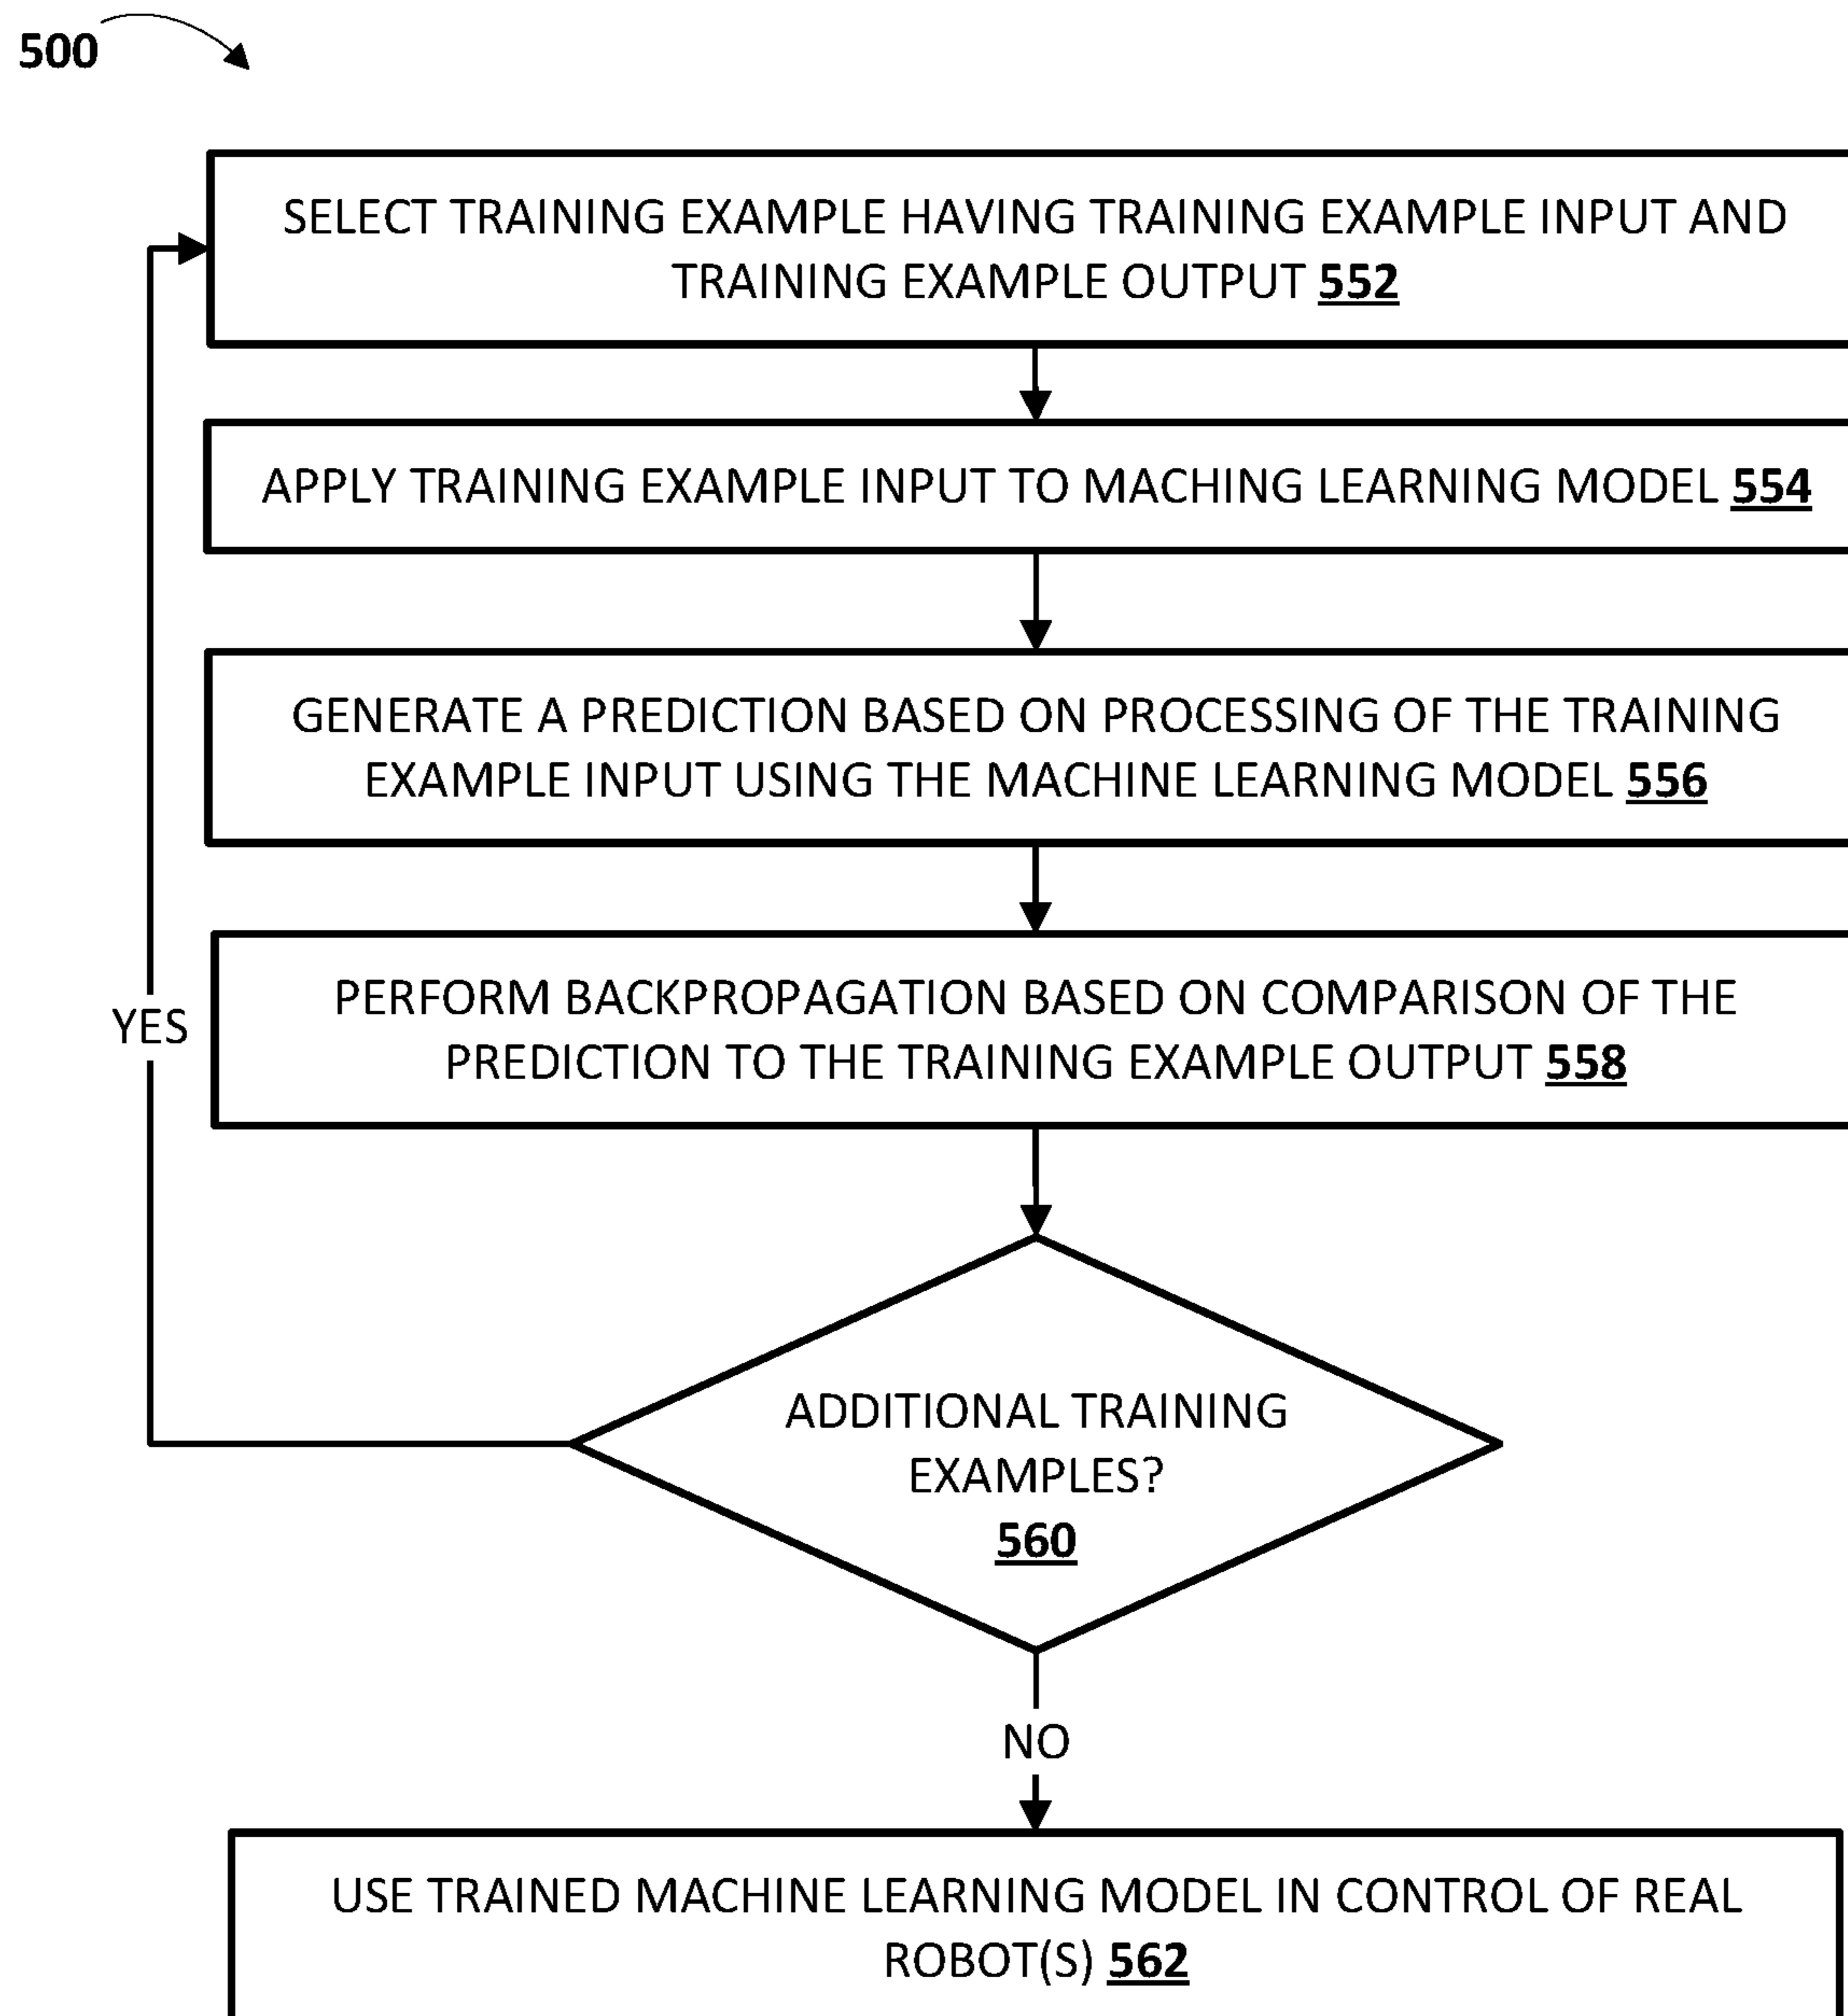 500
SELECT TRAINING EXAMPLE HAVING TRAINING EXAMPLE INPUT AND
TRAINING EXAMPLE OUTPUT 552
APPLY TRAINING EXAMPLE INPUT TO MACHING LEARNING MODEL 554
GENERATE A PREDICTION BASED ON PROCESSING OF THE TRAINING
EXAMPLE INPUT USING THE MACHINE LEARNING MODEL 556
PERFORM BACKPROPAGATION BASED ON COMPARISON OF THE
PREDICTION TO THE TRAINING EXAMPLE OUTPUT 558
YES
ADDITIONAL TRAINING
EXAMPLES?
560
NO
USE TRAINED MACHINE LEARNING MODEL IN CONTROL OF REAL
ROBOT(S) 562